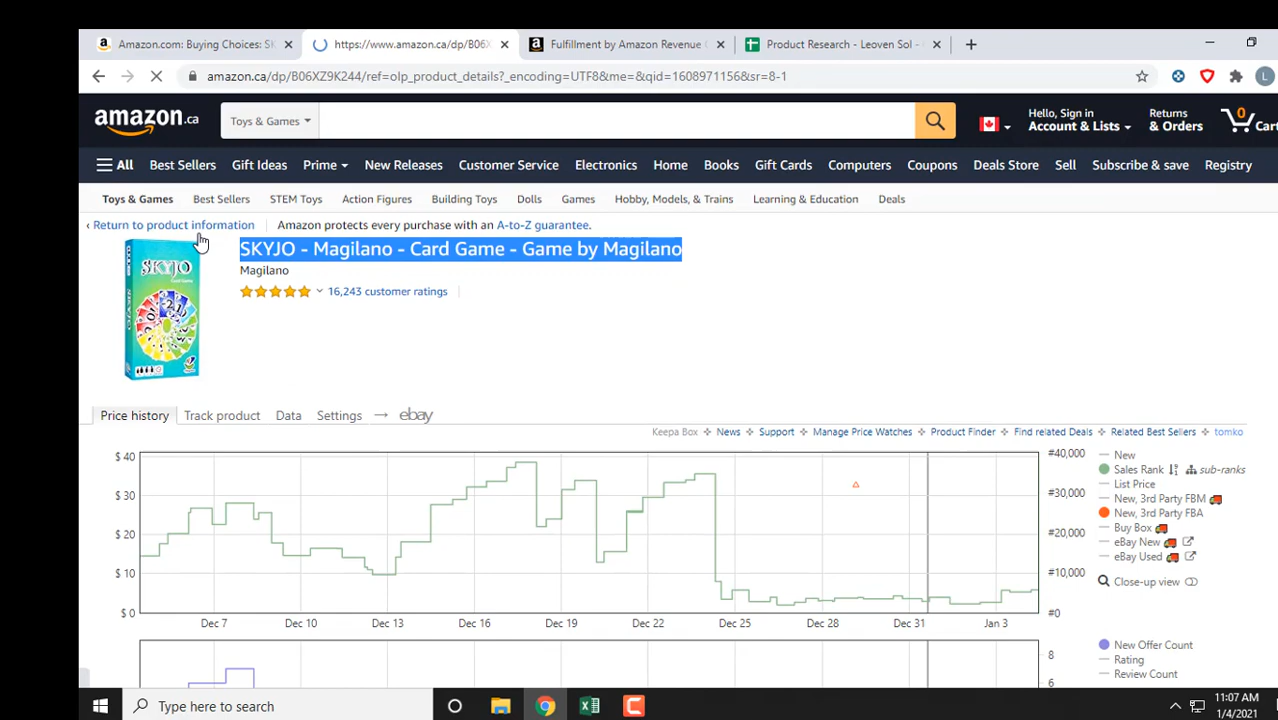 Amazon.com: Buying Choices: SK
https://www.amazon.ca/dp/B06X
Fulfillment by Amazon Revenue C
Product Research - Leoven Sol -
amazon.ca/dp/B06XZ9K244/ref=olp_product_details?_encoding=UTF8&me=&qid=1608971156&sr=8-1
L
amazon.ca
Toys & Games
Hello, Sign in
Account & Lists
Returns
& Orders
0
Cart
All
Best Sellers
Gift Ideas
Prime
New Releases
Customer Service
Electronics
Home
Books
Gift Cards
Computers
Coupons
Deals Store
Sell
Subscribe & save
Registry
Toys & Games
Best Sellers
STEM Toys
Action Figures
Building Toys
Dolls
Games
Hobby, Models, & Trains
Learning & Education
Deals
‹ Return to product information
Amazon protects every purchase with an A-to-Z guarantee.
SKYJO
SKYJO - Magilano - Card Game - Game by Magilano
Magilano
16,243 customer ratings
Price history
Track product
Data
Settings
ebay
Keepa Box
News
Support
Manage Price Watches
Product Finder
Find related Deals
Related Best Sellers
tomko
$ 40
$ 30
$ 20
$ 10
$ 0
#40,000
#30,000
#20,000
#10,000
#0
Dec 7
Dec 10
Dec 13
Dec 16
Dec 19
Dec 22
Dec 25
Dec 28
Dec 31
Jan 3
New
Sales Rank
sub-ranks
List Price
New, 3rd Party FBM
New, 3rd Party FBA
Buy Box
eBay New
eBay Used
Close-up view
8
6
New Offer Count
Rating
Review Count
Type here to search
11:07 AM
1/4/2021